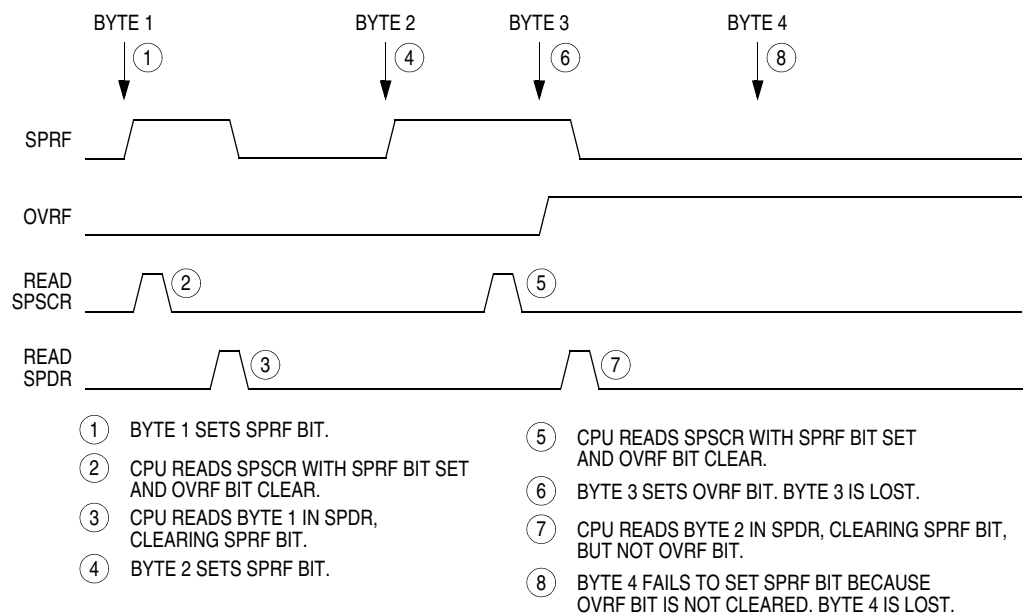 BYTE 1
BYTE 2
BYTE 3
BYTE 4
1
4
6
8
SPRF
OVRF
READ
SPSCR
2
5
READ
SPDR
3
7
1 BYTE 1 SETS SPRF BIT.
2 CPU READS SPSCR WITH SPRF BIT SET
AND OVRF BIT CLEAR.
3 CPU READS BYTE 1 IN SPDR,
CLEARING SPRF BIT.
4 BYTE 2 SETS SPRF BIT.
5 CPU READS SPSCR WITH SPRF BIT SET
AND OVRF BIT CLEAR.
6 BYTE 3 SETS OVRF BIT. BYTE 3 IS LOST.
7 CPU READS BYTE 2 IN SPDR, CLEARING SPRF BIT,
BUT NOT OVRF BIT.
8 BYTE 4 FAILS TO SET SPRF BIT BECAUSE
OVRF BIT IS NOT CLEARED. BYTE 4 IS LOST.